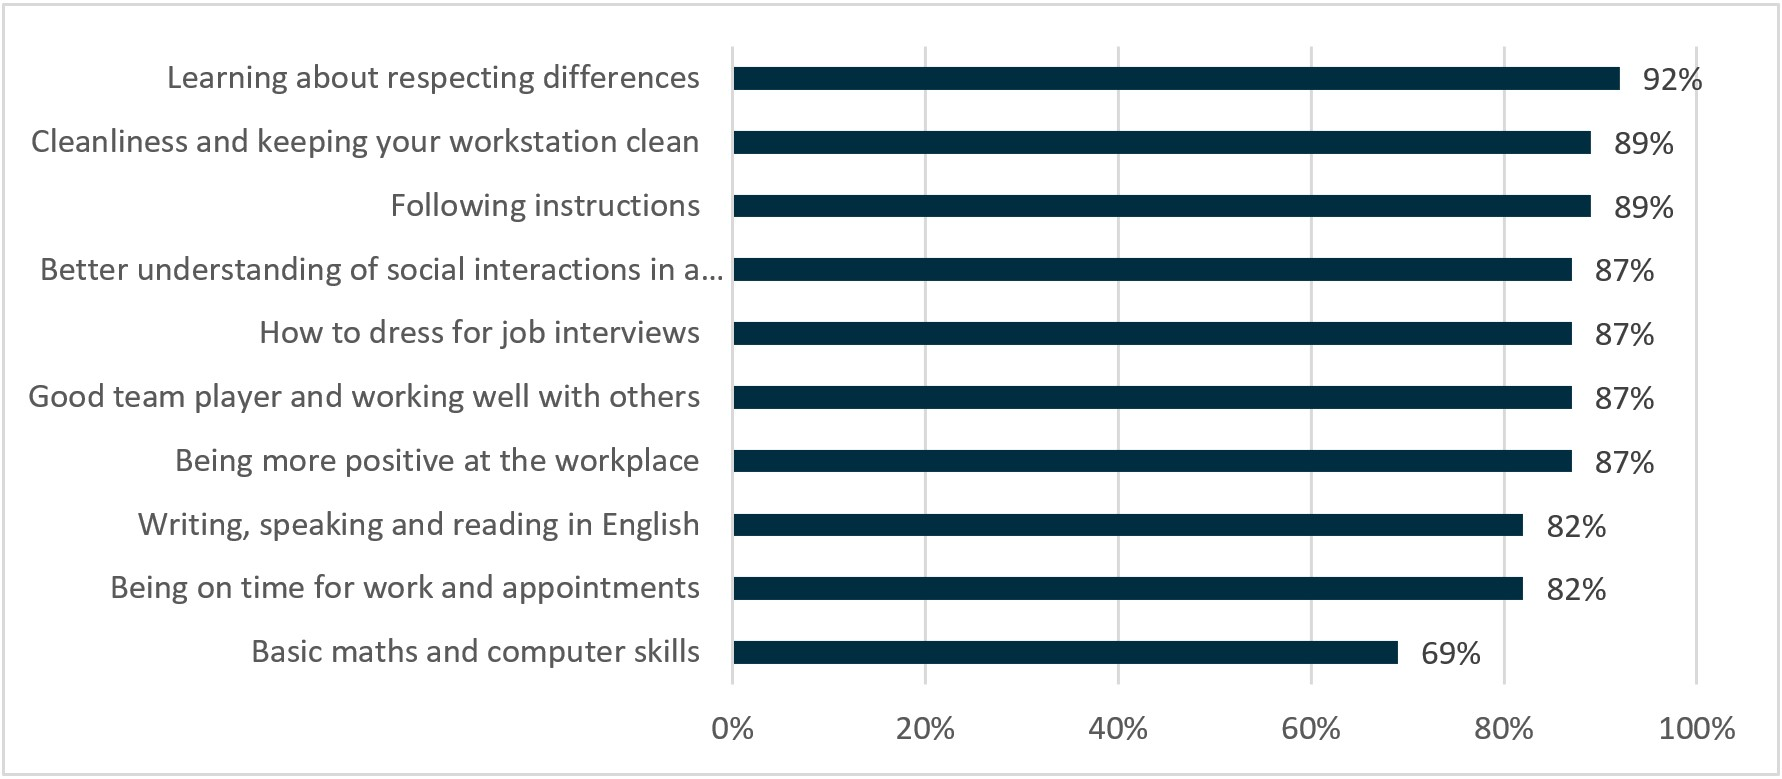 Learning about respecting differences 92%
Cleanliness and keeping your workstation clean 89%
Following instructions 89%
Better understanding of social interactions in a... 87%
How to dress for job interviews 87%
Good team player and working well with others 87%
Being more positive at the workplace 87%
Writing, speaking and reading in English 82%
Being on time for work and appointments 82%
Basic maths and computer skills 69%
0% 20% 40% 60% 80% 100%